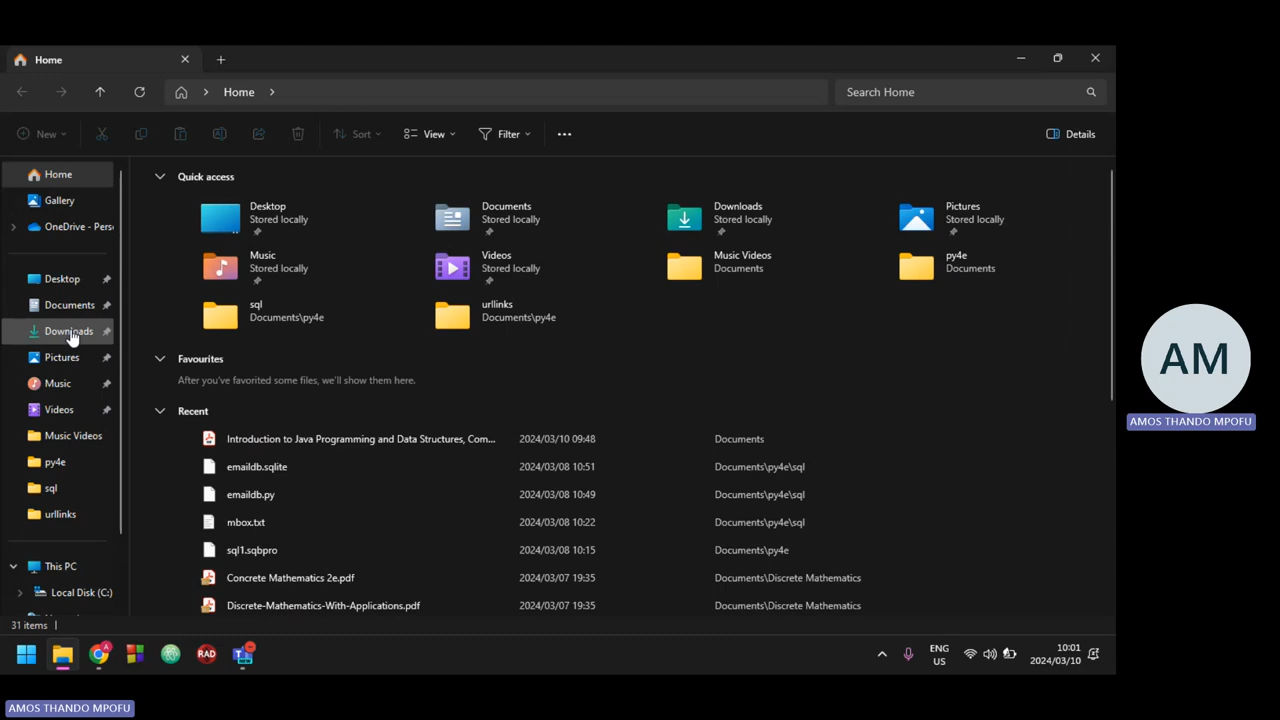 Home
Home
Search Home
New
Sort
View
Filter
Details
Home
Gallery
OneDrive - Pers
Desktop
Documents
Downloads
Pictures
Music
Videos
Music Videos
py4e
sql
urllinks
This PC
Local Disk (C:)
Quick access
Desktop
Stored locally
Documents
Stored locally
Downloads
Stored locally
Pictures
Stored locally
Music
Stored locally
Videos
Stored locally
Music Videos
Documents
py4e
Documents
sql
Documents\py4e
urllinks
Documents\py4e
Favourites
After you've favorited some files, we'll show them here.
Recent
Introduction to Java Programming and Data Structures, Com... 2024/03/10 09:48 Documents
emaildb.sqlite 2024/03/08 10:51 Documents\py4e\sql
emaildb.py 2024/03/08 10:49 Documents\py4e\sql
mbox.txt 2024/03/08 10:22 Documents\py4e\sql
sql1.sqbpro 2024/03/08 10:15 Documents\py4e
Concrete Mathematics 2e.pdf 2024/03/07 19:35 Documents\Discrete Mathematics
Discrete-Mathematics-With-Applications.pdf 2024/03/07 19:35 Documents\Discrete Mathematics
31 items
A
RAD
ENG
US
10:01
2024/03/10
AM
AMOS THANDO MPOFU
AMOS THANDO MPOFU